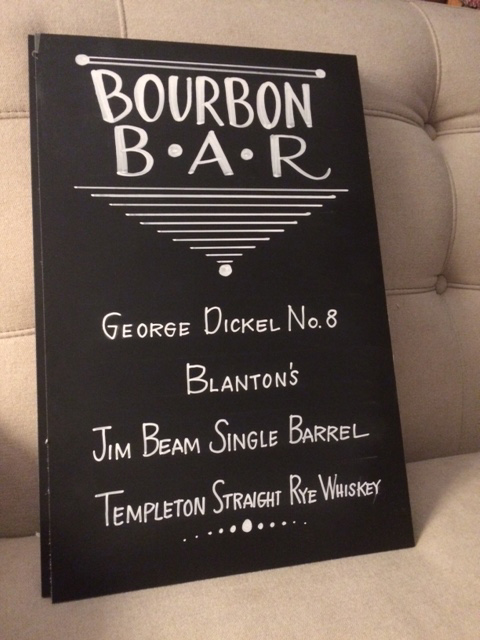 BOURBON
B•A•R
GEORGE DICKEL NO. 8
BLANTON'S
JIM BEAM SINGLE BARREL
TEMPLETON STRAIGHT RYE WHISKEY